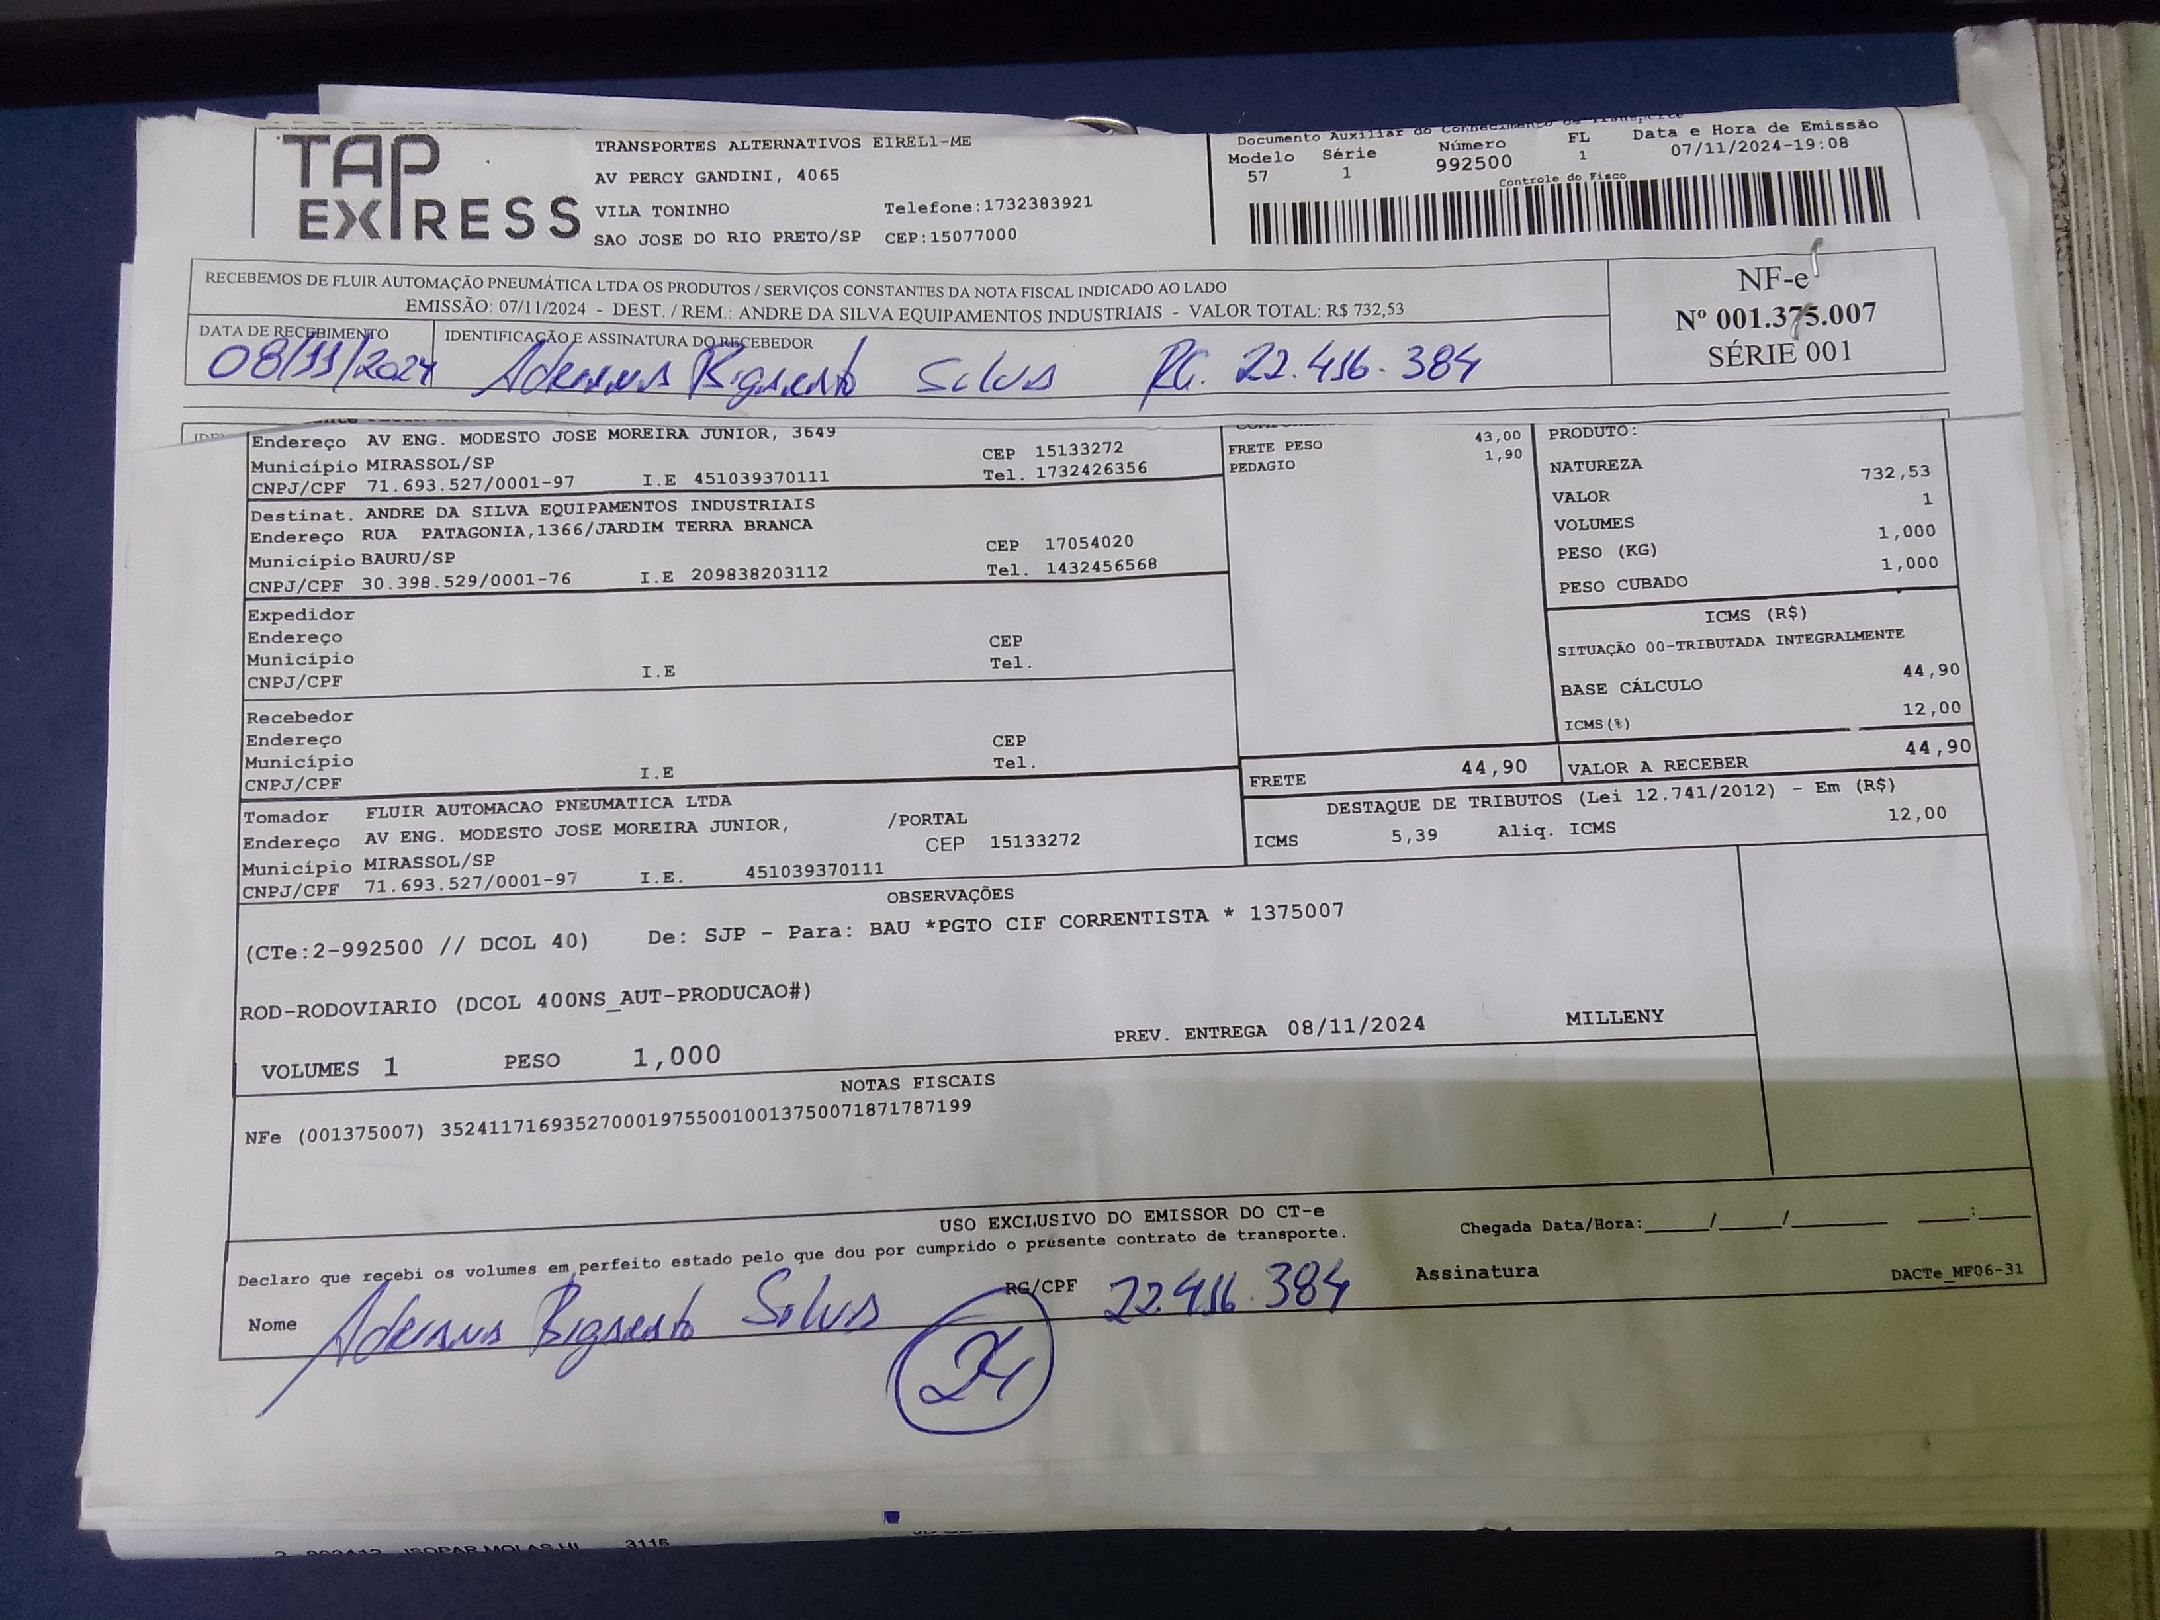 TAP
EXPRESS
TRANSPORTES ALTERNATIVOS EIREL1-ME
AV PERCY GANDINI, 4065
VILA TONINHO Telefone:1732383921
SAO JOSE DO RIO PRETO/SP CEP:15077000
Documento Auxiliar do Conhecimento de Transporte
Modelo Série Número FL Data e Hora de Emissão
57 1 992500 1 07/11/2024-19:08
Controle do Fisco
RECEBEMOS DE FLUIR AUTOMAÇÃO PNEUMÁTICA LTDA OS PRODUTOS / SERVIÇOS CONSTANTES DA NOTA FISCAL INDICADO AO LADO
EMISSÃO: 07/11/2024 - DEST. / REM.: ANDRE DA SILVA EQUIPAMENTOS INDUSTRIAIS - VALOR TOTAL: R$ 732,53
NF-e
Nº 001.375.007
SÉRIE 001
DATA DE RECEBIMENTO IDENTIFICAÇÃO E ASSINATURA DO RECEBEDOR
08/11/2024 RG. 22.416.384
Endereço AV ENG. MODESTO JOSE MOREIRA JUNIOR, 3649
Município MIRASSOL/SP CEP 15133272
CNPJ/CPF 71.693.527/0001-97 I.E 451039370111 Tel. 1732426356
Destinat. ANDRE DA SILVA EQUIPAMENTOS INDUSTRIAIS
Endereço RUA PATAGONIA,1366/JARDIM TERRA BRANCA
Município BAURU/SP CEP 17054020
CNPJ/CPF 30.398.529/0001-76 I.E 209838203112 Tel. 1432456568
Expedidor
Endereço
Município CEP
CNPJ/CPF I.E Tel.
Recebedor
Endereço
Município CEP
CNPJ/CPF I.E Tel.
Tomador FLUIR AUTOMACAO PNEUMATICA LTDA
Endereço AV ENG. MODESTO JOSE MOREIRA JUNIOR, /PORTAL
Município MIRASSOL/SP CEP 15133272
CNPJ/CPF 71.693.527/0001-97 I.E. 451039370111
FRETE PESO 43,00
PEDAGIO 1,90
PRODUTO:
NATUREZA
VALOR 732,53
VOLUMES 1
PESO (KG) 1,000
PESO CUBADO 1,000
ICMS (R$)
SITUAÇÃO 00-TRIBUTADA INTEGRALMENTE
BASE CÁLCULO 44,90
ICMS(%) 12,00
FRETE 44,90 VALOR A RECEBER 44,90
DESTAQUE DE TRIBUTOS (Lei 12.741/2012) - Em (R$)
ICMS 5,39 Aliq. ICMS 12,00
OBSERVAÇÕES
(CTe:2-992500 // DCOL 40) De: SJP - Para: BAU *PGTO CIF CORRENTISTA * 1375007
ROD-RODOVIARIO (DCOL 400NS_AUT-PRODUCAO#)
VOLUMES 1 PESO 1,000 PREV. ENTREGA 08/11/2024 MILLENY
NOTAS FISCAIS
NFe (001375007) 35241171693527000197550010013750071871787199
USO EXCLUSIVO DO EMISSOR DO CT-e
Declaro que recebi os volumes em perfeito estado pelo que dou por cumprido o presente contrato de transporte.
Chegada Data/Hora:_____/_____/_______ ____:____
Nome RG/CPF 22.416.384 Assinatura DACTe_MF06-31
24